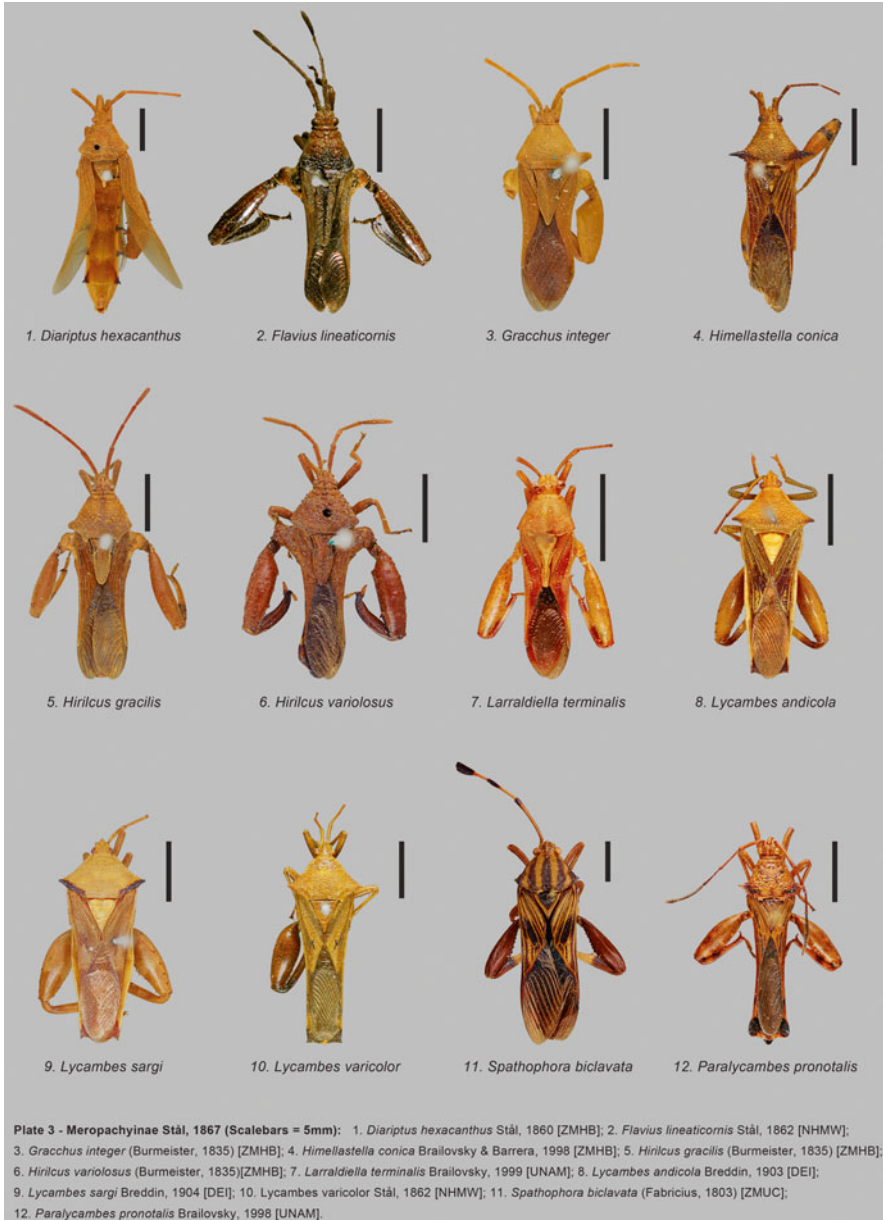 1. Diariptus hexacanthus
2. Flavius lineaticornis
3. Gracchus integer
4. Himellastella conica
5. Hirilcus gracilis
6. Hirilcus variolosus
7. Larraldiella terminalis
8. Lycambes andicola
9. Lycambes sargi
10. Lycambes varicolor
11. Spathophora biclavata
12. Paralycambes pronotalis
Plate 3 - Meropachyinae Stål, 1867 (Scalebars = 5mm): 1. Diariptus hexacanthus Stål, 1860 [ZMHB]; 2. Flavius lineaticornis Stål, 1862 [NHMW];
3. Gracchus integer (Burmeister, 1835) [ZMHB]; 4. Himellastella conica Brailovsky & Barrera, 1998 [ZMHB]; 5. Hirilcus gracilis (Burmeister, 1835) [ZMHB];
6. Hirilcus variolosus (Burmeister, 1835)[ZMHB]; 7. Larraldiella terminalis Brailovsky, 1999 [UNAM]; 8. Lycambes andicola Breddin, 1903 [DEI];
9. Lycambes sargi Breddin, 1904 [DEI]; 10. Lycambes varicolor Stål, 1862 [NHMW]; 11. Spathophora biclavata (Fabricius, 1803) [ZMUC];
12. Paralycambes pronotalis Brailovsky, 1998 [UNAM].